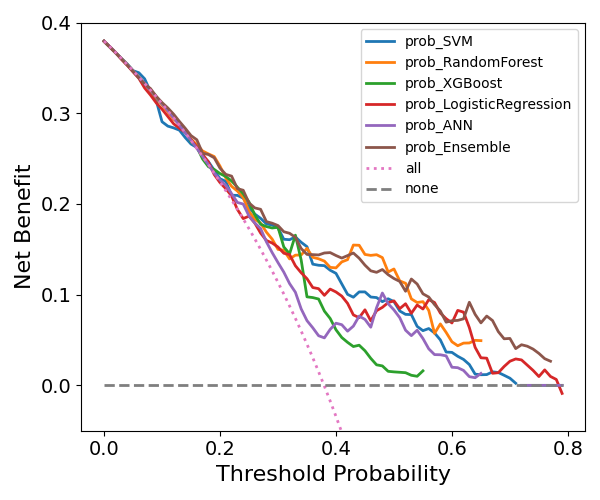 0.4
0.3
0.2
0.1
0.0
Net Benefit
prob_SVM
prob_RandomForest
prob_XGBoost
prob_LogisticRegression
prob_ANN
prob_Ensemble
all
none
0.0 0.2 0.4 0.6 0.8
Threshold Probability